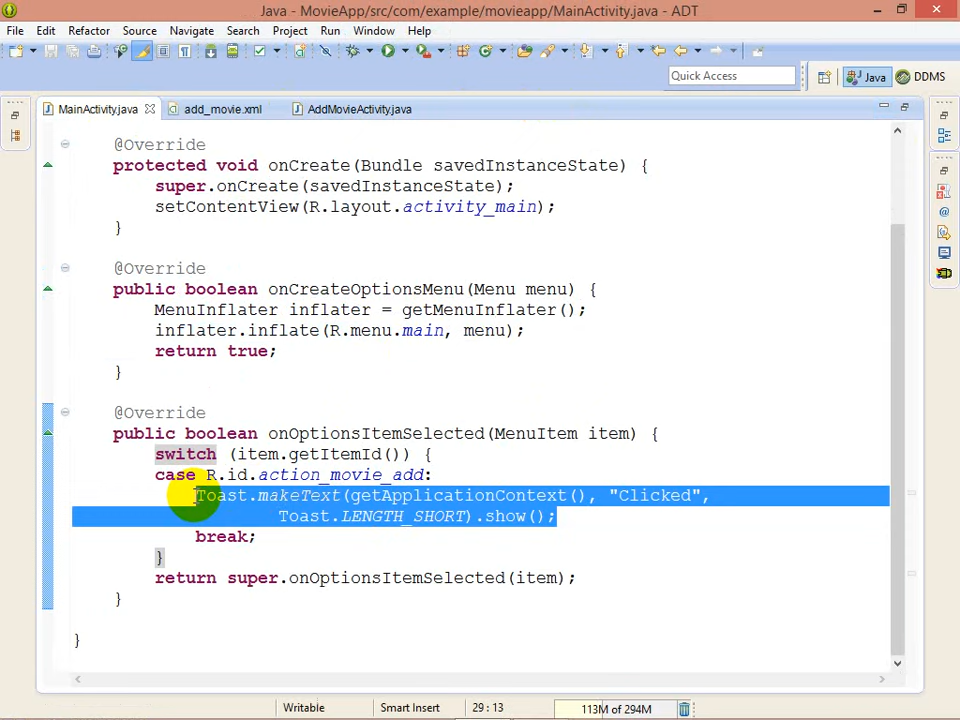 Java - MovieApp/src/com/example/movieapp/MainActivity.java - ADT
File Edit Refactor Source Navigate Search Project Run Window Help
Quick Access Java DDMS
MainActivity.java add_movie.xml AddMovieActivity.java
@Override
protected void onCreate(Bundle savedInstanceState) {
super.onCreate(savedInstanceState);
setContentView(R.layout.activity_main);
}
@Override
public boolean onCreateOptionsMenu(Menu menu) {
MenuInflater inflater = getMenuInflater();
inflater.inflate(R.menu.main, menu);
return true;
}
@Override
public boolean onOptionsItemSelected(MenuItem item) {
switch (item.getItemId()) {
case R.id.action_movie_add:
Toast.makeText(getApplicationContext(), "Clicked",
Toast.LENGTH_SHORT).show();
break;
}
return super.onOptionsItemSelected(item);
}
}
Writable Smart Insert 29 : 13 113M of 294M